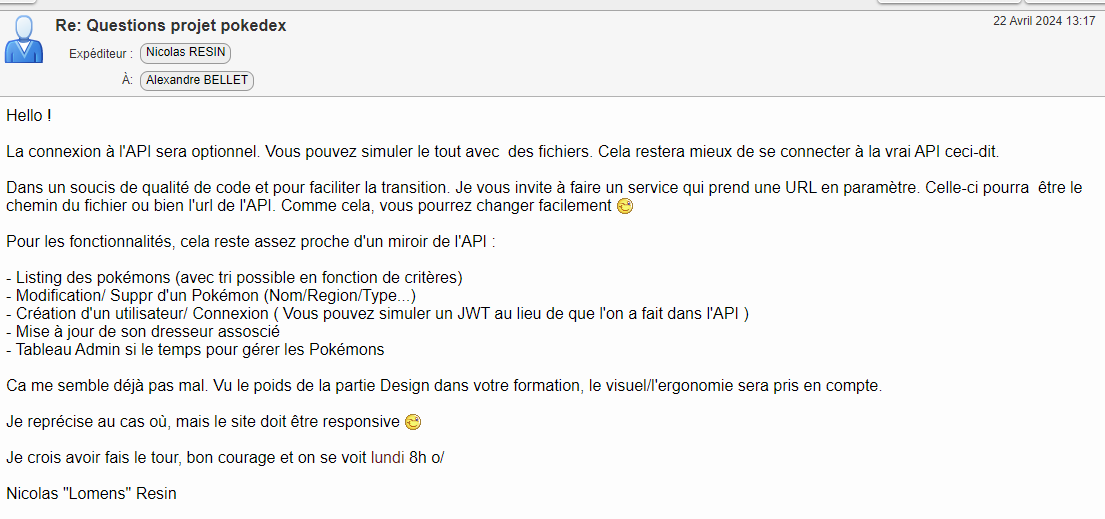 Re: Questions projet pokedex
22 Avril 2024 13:17
Expéditeur : Nicolas RESIN
À: Alexandre BELLET
Hello !
La connexion à l'API sera optionnel. Vous pouvez simuler le tout avec  des fichiers. Cela restera mieux de se connecter à la vrai API ceci-dit.
Dans un soucis de qualité de code et pour faciliter la transition. Je vous invite à faire un service qui prend une URL en paramètre. Celle-ci pourra  être le
chemin du fichier ou bien l'url de l'API. Comme cela, vous pourrez changer facilement 😉
Pour les fonctionnalités, cela reste assez proche d'un miroir de l'API :
- Listing des pokémons (avec tri possible en fonction de critères)
- Modification/ Suppr d'un Pokémon (Nom/Region/Type...)
- Création d'un utilisateur/ Connexion ( Vous pouvez simuler un JWT au lieu de que l'on a fait dans l'API )
- Mise à jour de son dresseur assoscié
- Tableau Admin si le temps pour gérer les Pokémons
Ca me semble déjà pas mal. Vu le poids de la partie Design dans votre formation, le visuel/l'ergonomie sera pris en compte.
Je reprécise au cas où, mais le site doit être responsive 😉
Je crois avoir fais le tour, bon courage et on se voit lundi 8h o/
Nicolas "Lomens" Resin